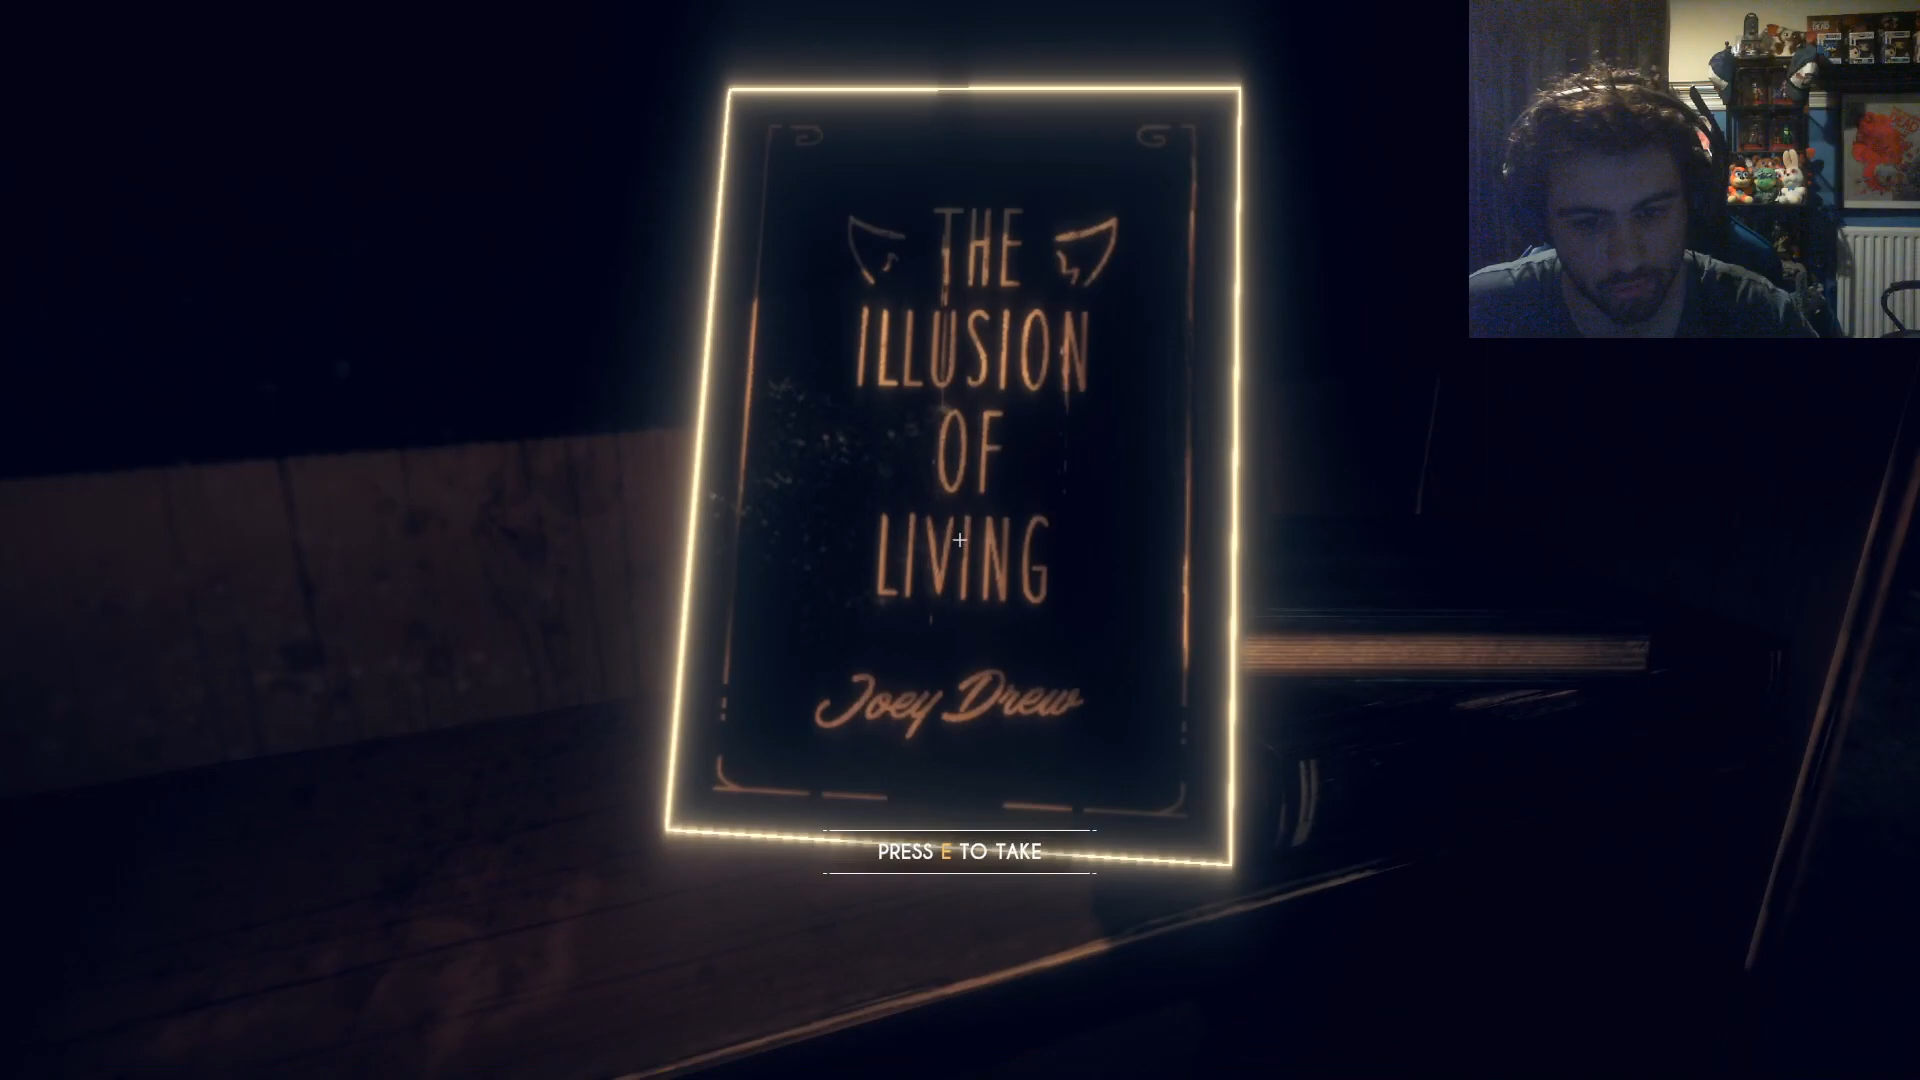 THE
ILLUSION
OF
LIVING
Joey Drew
PRESS E TO TAKE